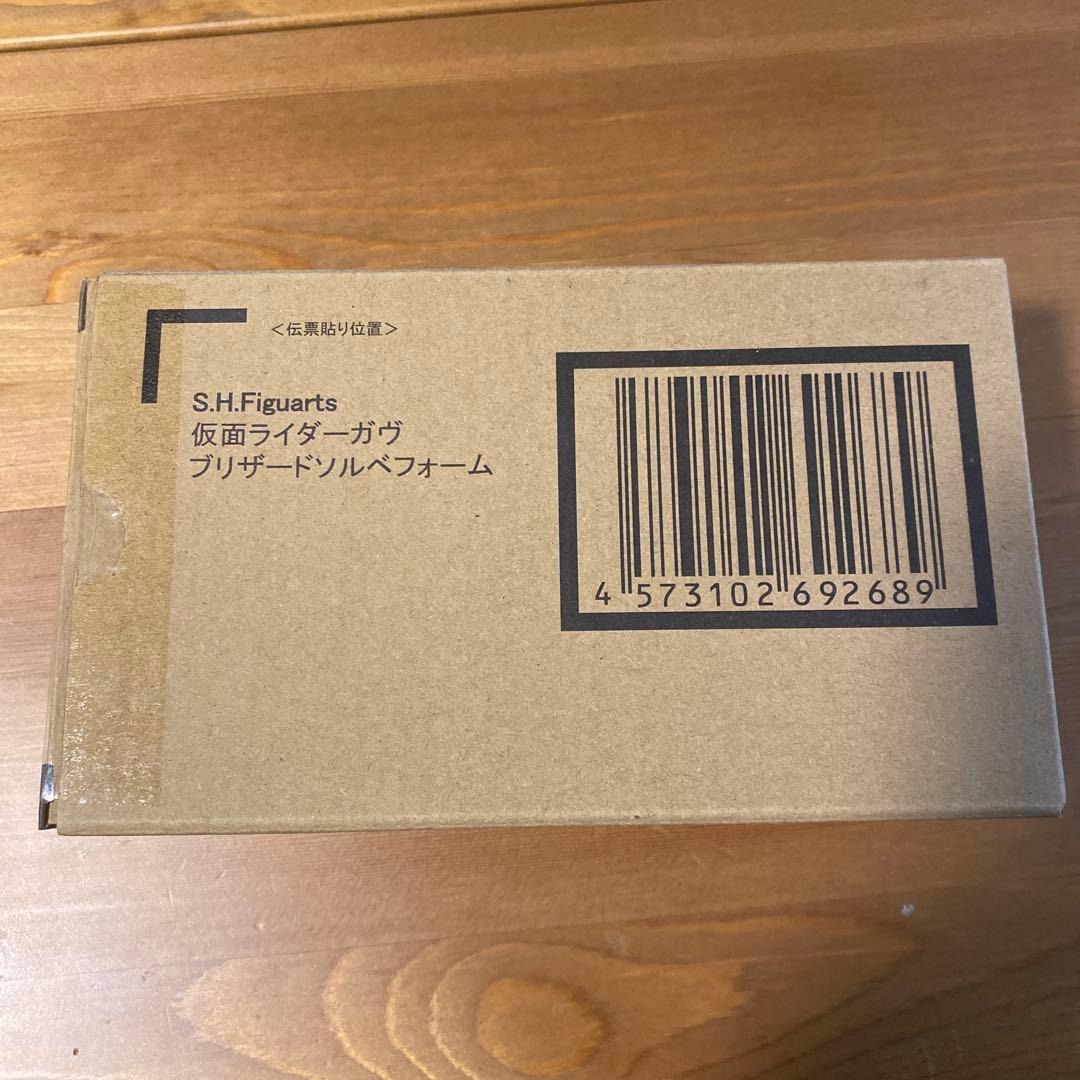 <伝票貼り位置>
S.H.Figuarts
仮面ライダーガヴ
ブリザードソルベフォーム
4 573102 692689